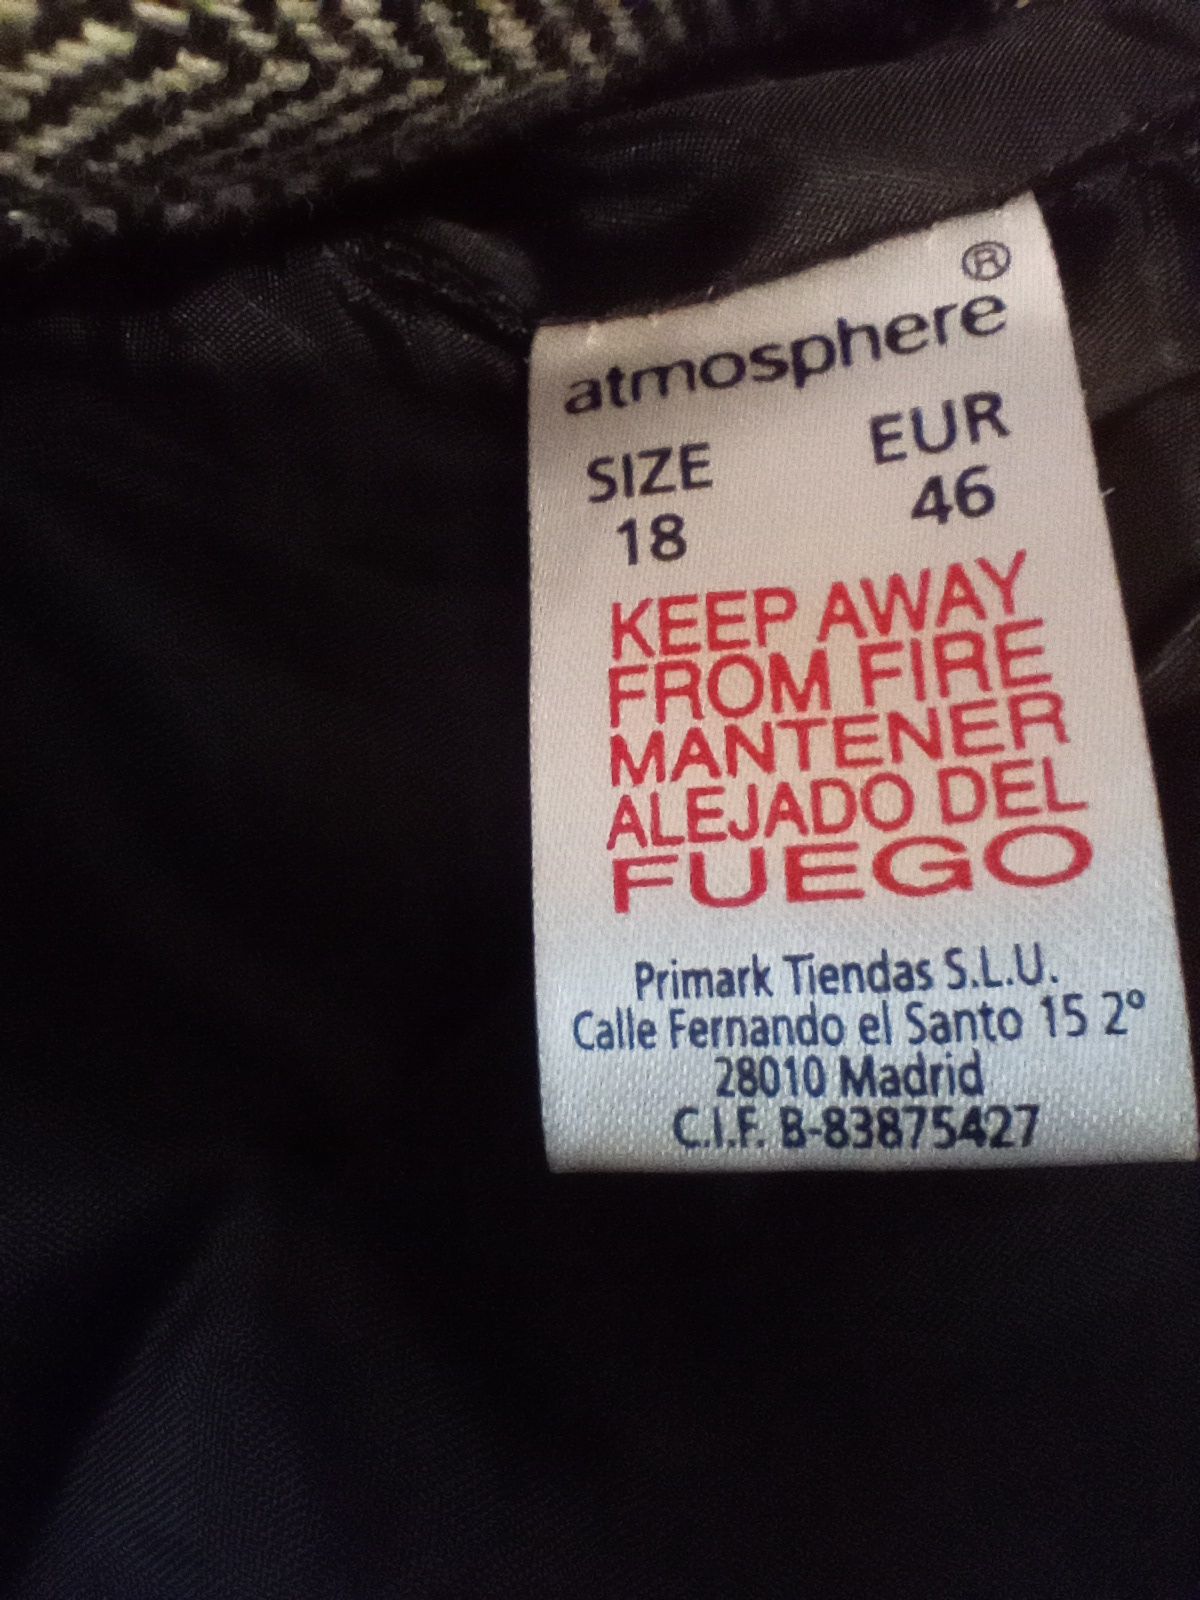 ®
atmosphere
SIZE EUR
18 46
KEEP AWAY
FROM FIRE
MANTENER
ALEJADO DEL
FUEGO
Primark Tiendas S.L.U.
Calle Fernando el Santo 15 2º
28010 Madrid
C.I.F. B-83875427